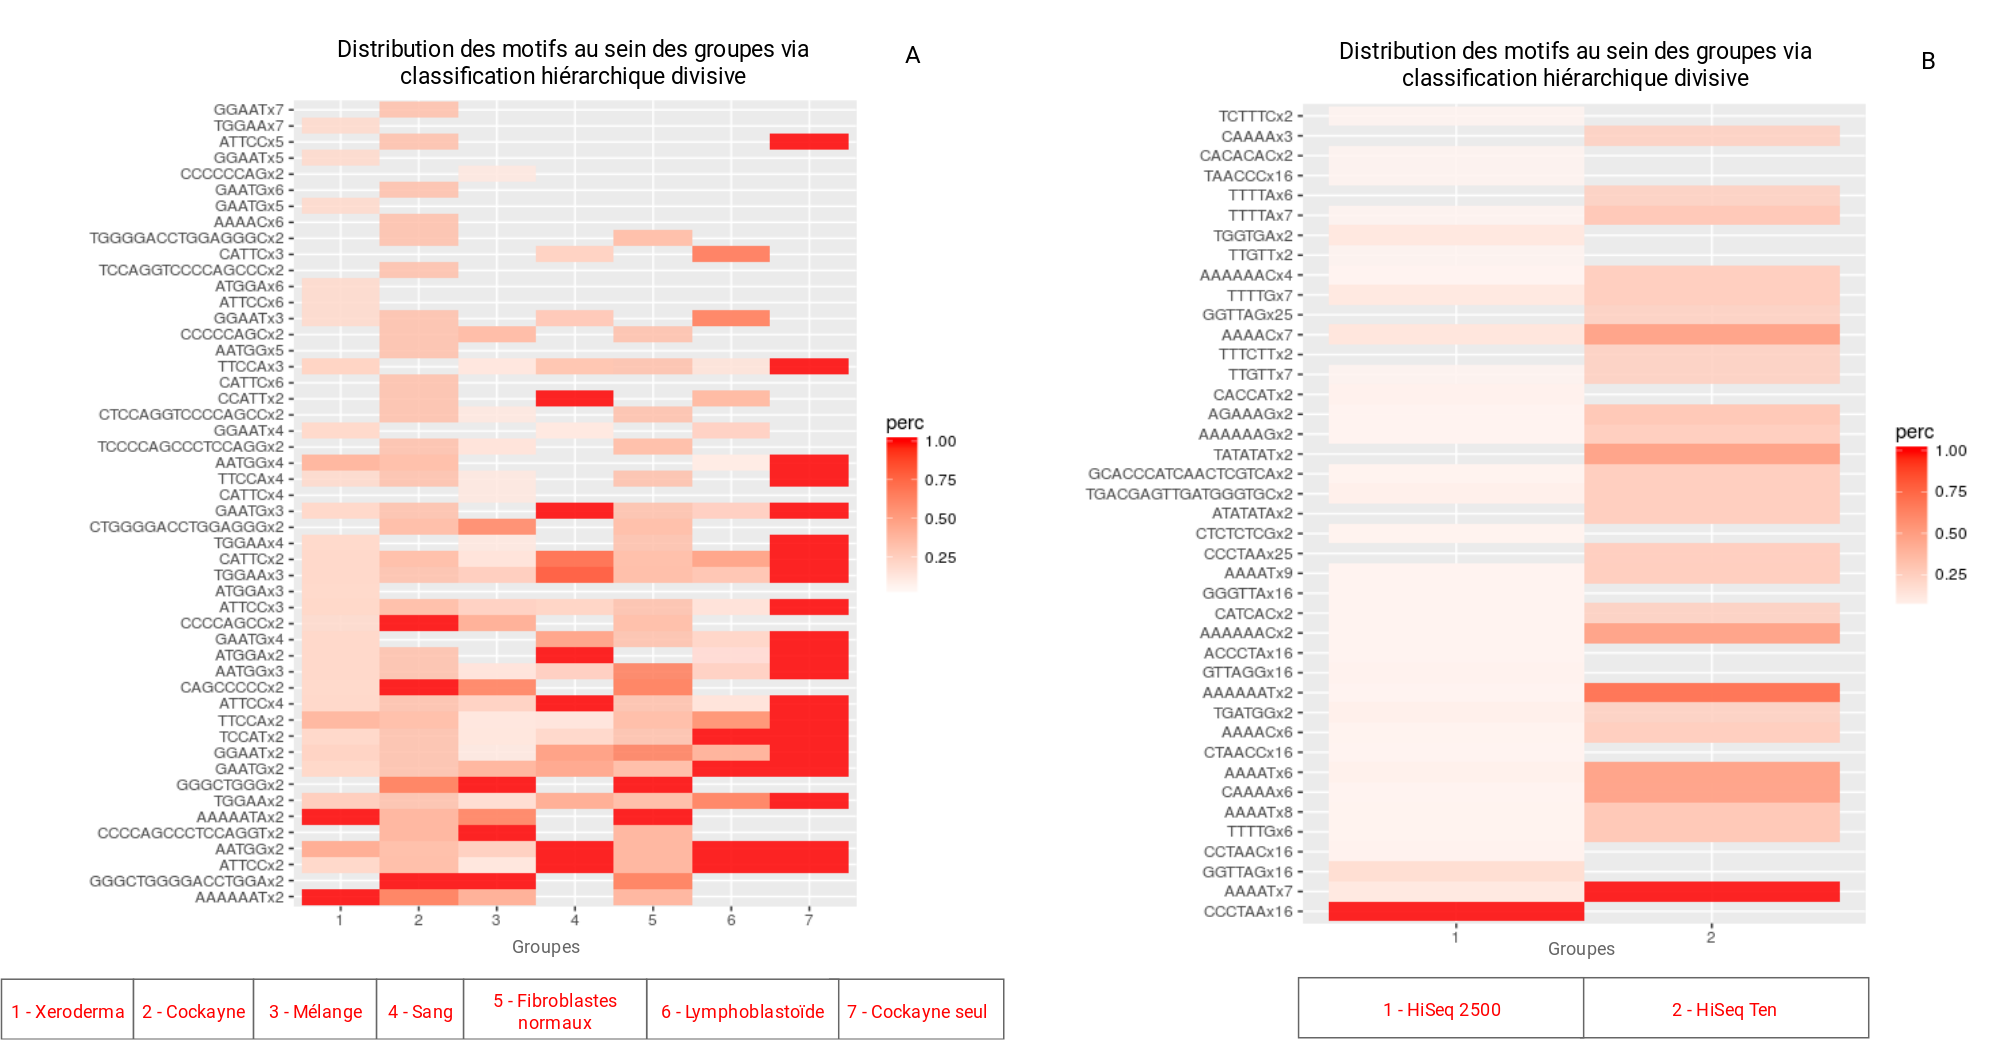 Distribution des motifs au sein des groupes via
classification hiérarchique divisive
A
GGAATx7
TGGAAx7
ATTCCx5
GGAATx5
CCCCCCAGx2
GAATGx6
GAATGx5
AAAACx6
TGGGGACCTGGAGGGCx2
CATTCx3
TCCAGGTCCCCAGCCCx2
ATGGAx6
ATTCCx6
GGAATx3
CCCCCAGCx2
AATGGx5
TTCCAx3
CATTCx6
CCATTx2
CTCCAGGTCCCCAGCCx2
GGAATx4
TCCCCAGCCCTCCAGGx2
AATGGx4
TTCCAx4
CATTCx4
GAATGx3
CTGGGGACCTGGAGGGx2
TGGAAx4
CATTCx2
TGGAAx3
ATGGAx3
ATTCCx3
CCCCAGCCx2
GAATGx4
ATGGAx2
AATGGx3
CAGCCCCCx2
ATTCCx4
TTCCAx2
TCCATx2
GGAATx2
GAATGx2
GGGCTGGGx2
TGGAAx2
AAAAATAx2
CCCCAGCCCTCCAGGTx2
AATGGx2
ATTCCx2
GGGCTGGGGACCTGGAx2
AAAAAATx2
1 2 3 4 5 6 7
Groupes
perc
1.00
0.75
0.50
0.25
1 - Xeroderma
2 - Cockayne
3 - Mélange
4 - Sang
5 - Fibroblastes
normaux
6 - Lymphoblastoïde
7 - Cockayne seul
Distribution des motifs au sein des groupes via
classification hiérarchique divisive
B
TCTTTCx2
CAAAAx3
CACACACx2
TAACCCx16
TTTTAx6
TTTTAx7
TGGTGAx2
TTGTTx2
AAAAAACx4
TTTTGx7
GGTTAGx25
AAAACx7
TTTCTTx2
TTGTTx7
CACCATx2
AGAAAGx2
AAAAAAGx2
TATATATx2
GCACCCATCAACTCGTCAx2
TGACGAGTTGATGGGTGCx2
ATATATAx2
CTCTCTCGx2
CCCTAAx25
AAAATx9
GGGTTAx16
CATCACx2
AAAAAACx2
ACCCTAx16
GTTAGGx16
AAAAAATx2
TGATGGx2
AAAACx6
CTAACCx16
AAAATx6
CAAAAx6
AAAATx8
TTTTGx6
CCTAACx16
GGTTAGx16
AAAATx7
CCCTAAx16
1 2
Groupes
perc
1.00
0.75
0.50
0.25
1 - HiSeq 2500
2 - HiSeq Ten